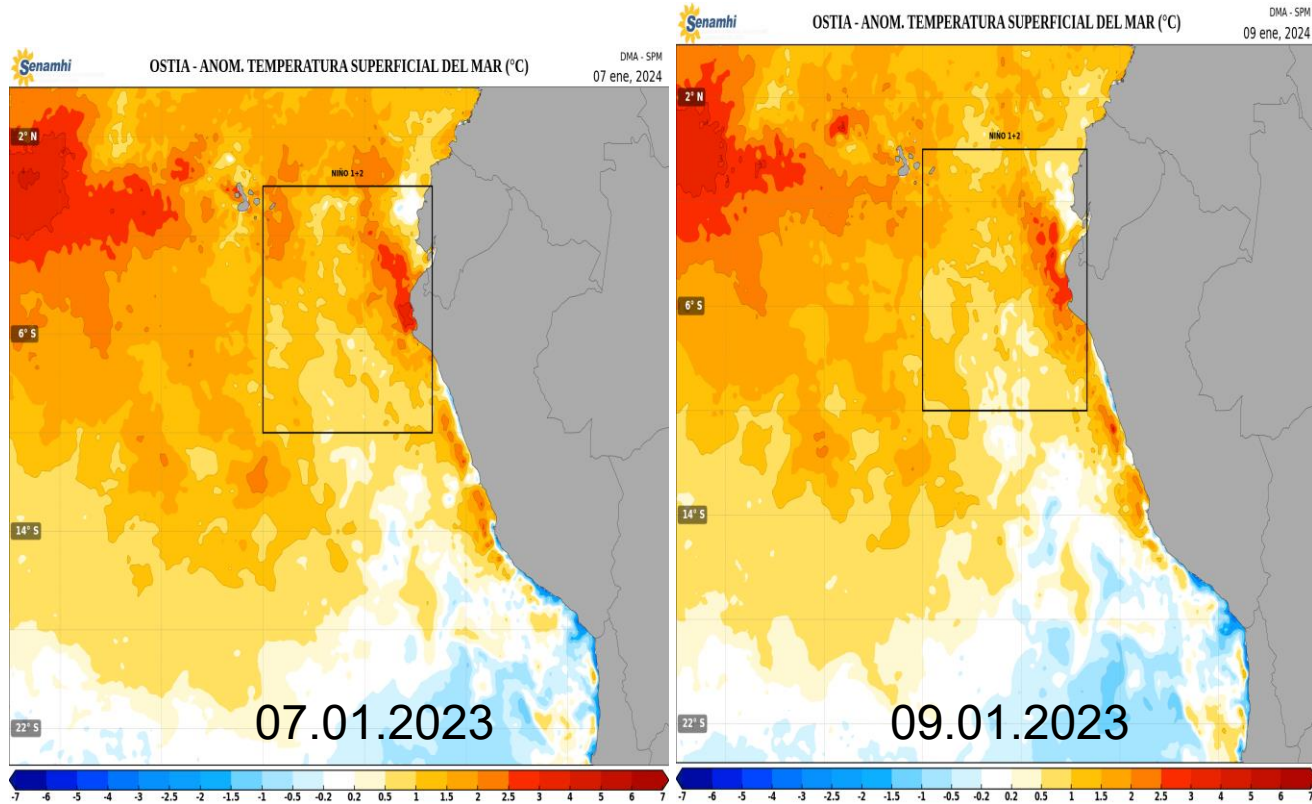 Senamhi
OSTIA - ANOM. TEMPERATURA SUPERFICIAL DEL MAR (°C)
DMA - SPM
07 ene, 2024
2° N
NIÑO 1+2
6° S
14° S
22° S
07.01.2023
-7 -6 -5 -4 -3 -2.5 -2 -1.5 -1 -0.5 -0.2 0.2 0.5 1 1.5 2 2.5 3 4 5 6 7
Senamhi
OSTIA - ANOM. TEMPERATURA SUPERFICIAL DEL MAR (°C)
DMA - SPM
09 ene, 2024
2° N
NIÑO 1+2
6° S
14° S
22° S
09.01.2023
-7 -6 -5 -4 -3 -2.5 -2 -1.5 -1 -0.5 -0.2 0.2 0.5 1 1.5 2 2.5 3 4 5 6 7